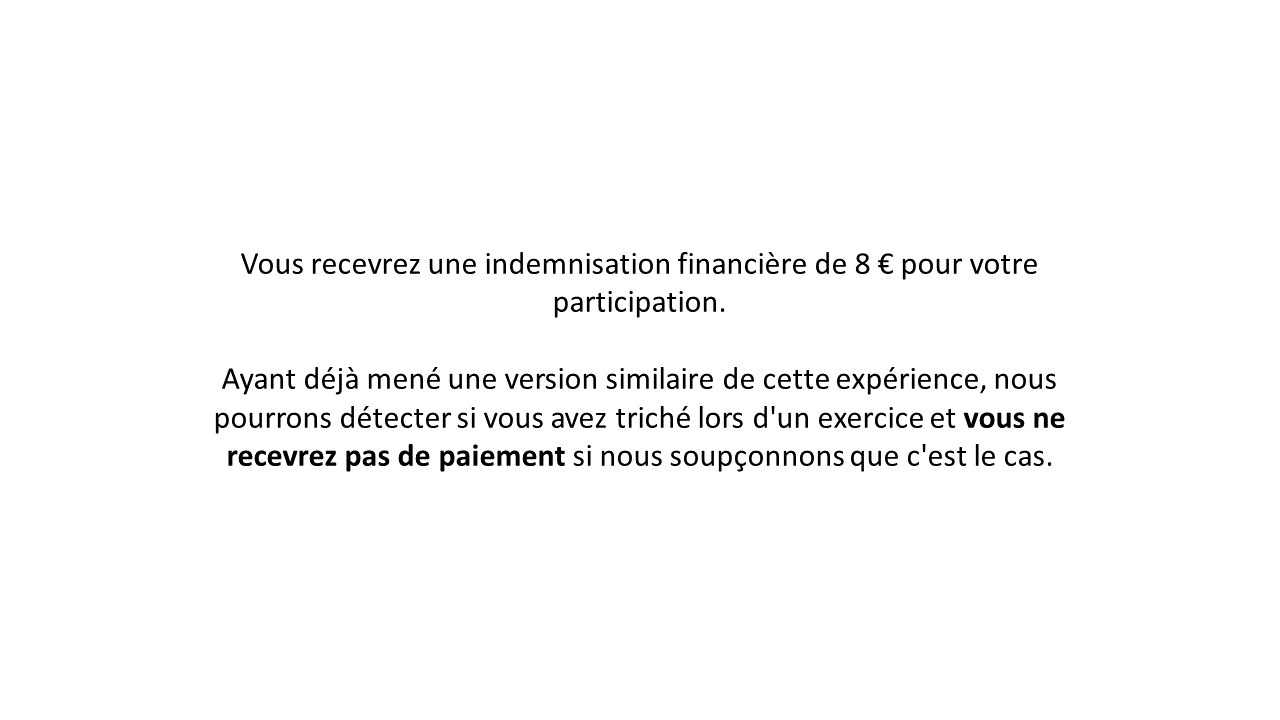 Vous recevrez une indemnisation financière de 8 € pour votre
participation.
Ayant déjà mené une version similaire de cette expérience, nous
pourrons détecter si vous avez triché lors d'un exercice et vous ne
recevrez pas de paiement si nous soupçonnons que c'est le cas.